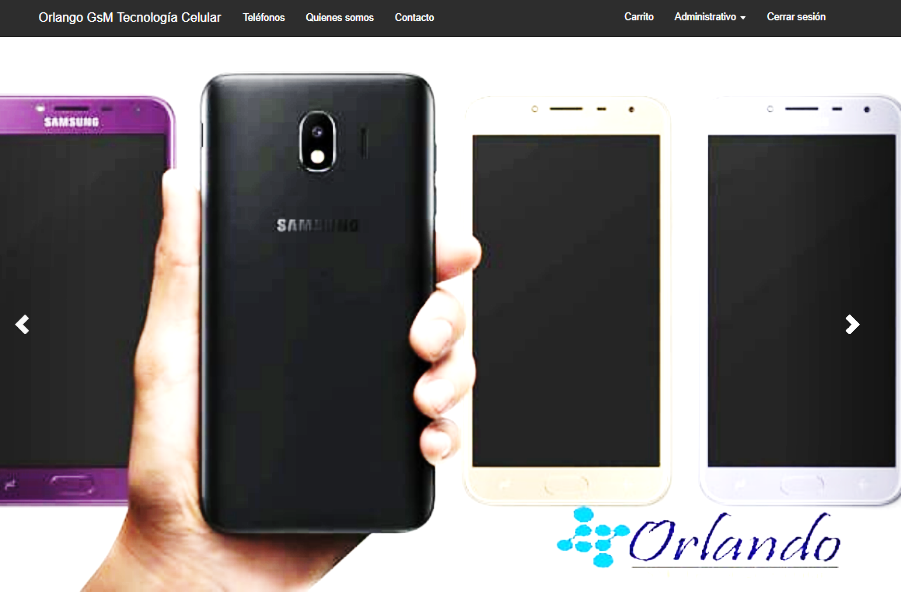 Orlango GsM Tecnología Celular Teléfonos Quienes somos Contacto Carrito Administrativo Cerrar sesión
SAMSUNG
SAMSUNG
Orlando